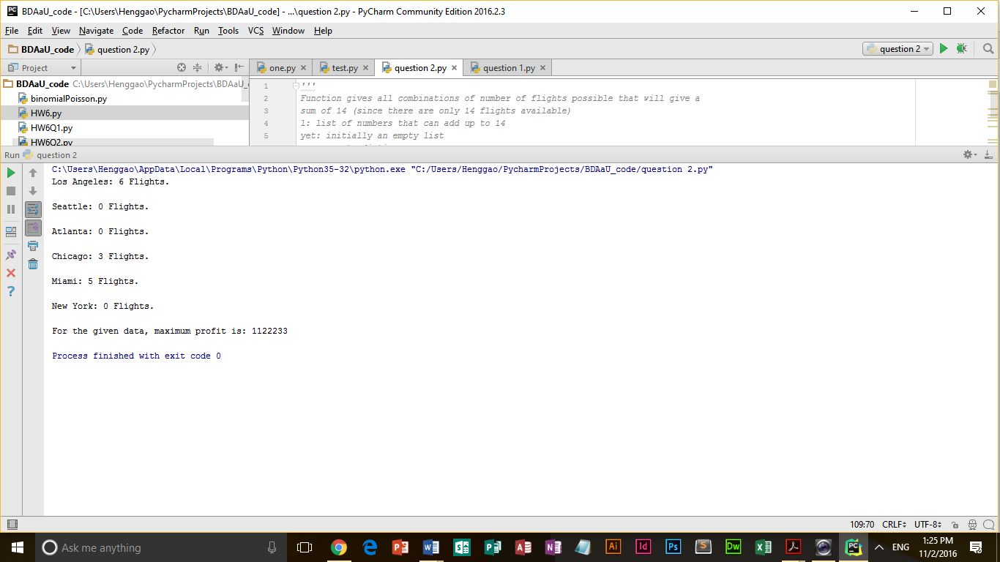 BDAaU_code - [C:\Users\Henggao\PycharmProjects\BDAaU_code] - ...\question 2.py - PyCharm Community Edition 2016.2.3
File Edit View Navigate Code Refactor Run Tools VCS Window Help
BDAaU_code question 2.py question 2
Project one.py test.py question 2.py question 1.py
BDAaU_code C:\Users\Henggao\PycharmProjects\BDAaU_
binomialPoisson.py
HW6.py
HW6Q1.py
HW6Q2.py
1 '''
2 Function gives all combinations of number of flights possible that will give a
3 sum of 14 (since there are only 14 flights available)
4 l: list of numbers that can add up to 14
5 yet: initially an empty list
Run question 2
C:\Users\Henggao\AppData\Local\Programs\Python\Python35-32\python.exe "C:/Users/Henggao/PycharmProjects/BDAaU_code/question 2.py"
Los Angeles: 6 Flights.
Seattle: 0 Flights.
Atlanta: 0 Flights.
Chicago: 3 Flights.
Miami: 5 Flights.
New York: 0 Flights.
For the given data, maximum profit is: 1122233
Process finished with exit code 0
109:70 CRLF UTF-8
Ask me anything
ENG
1:25 PM
11/2/2016